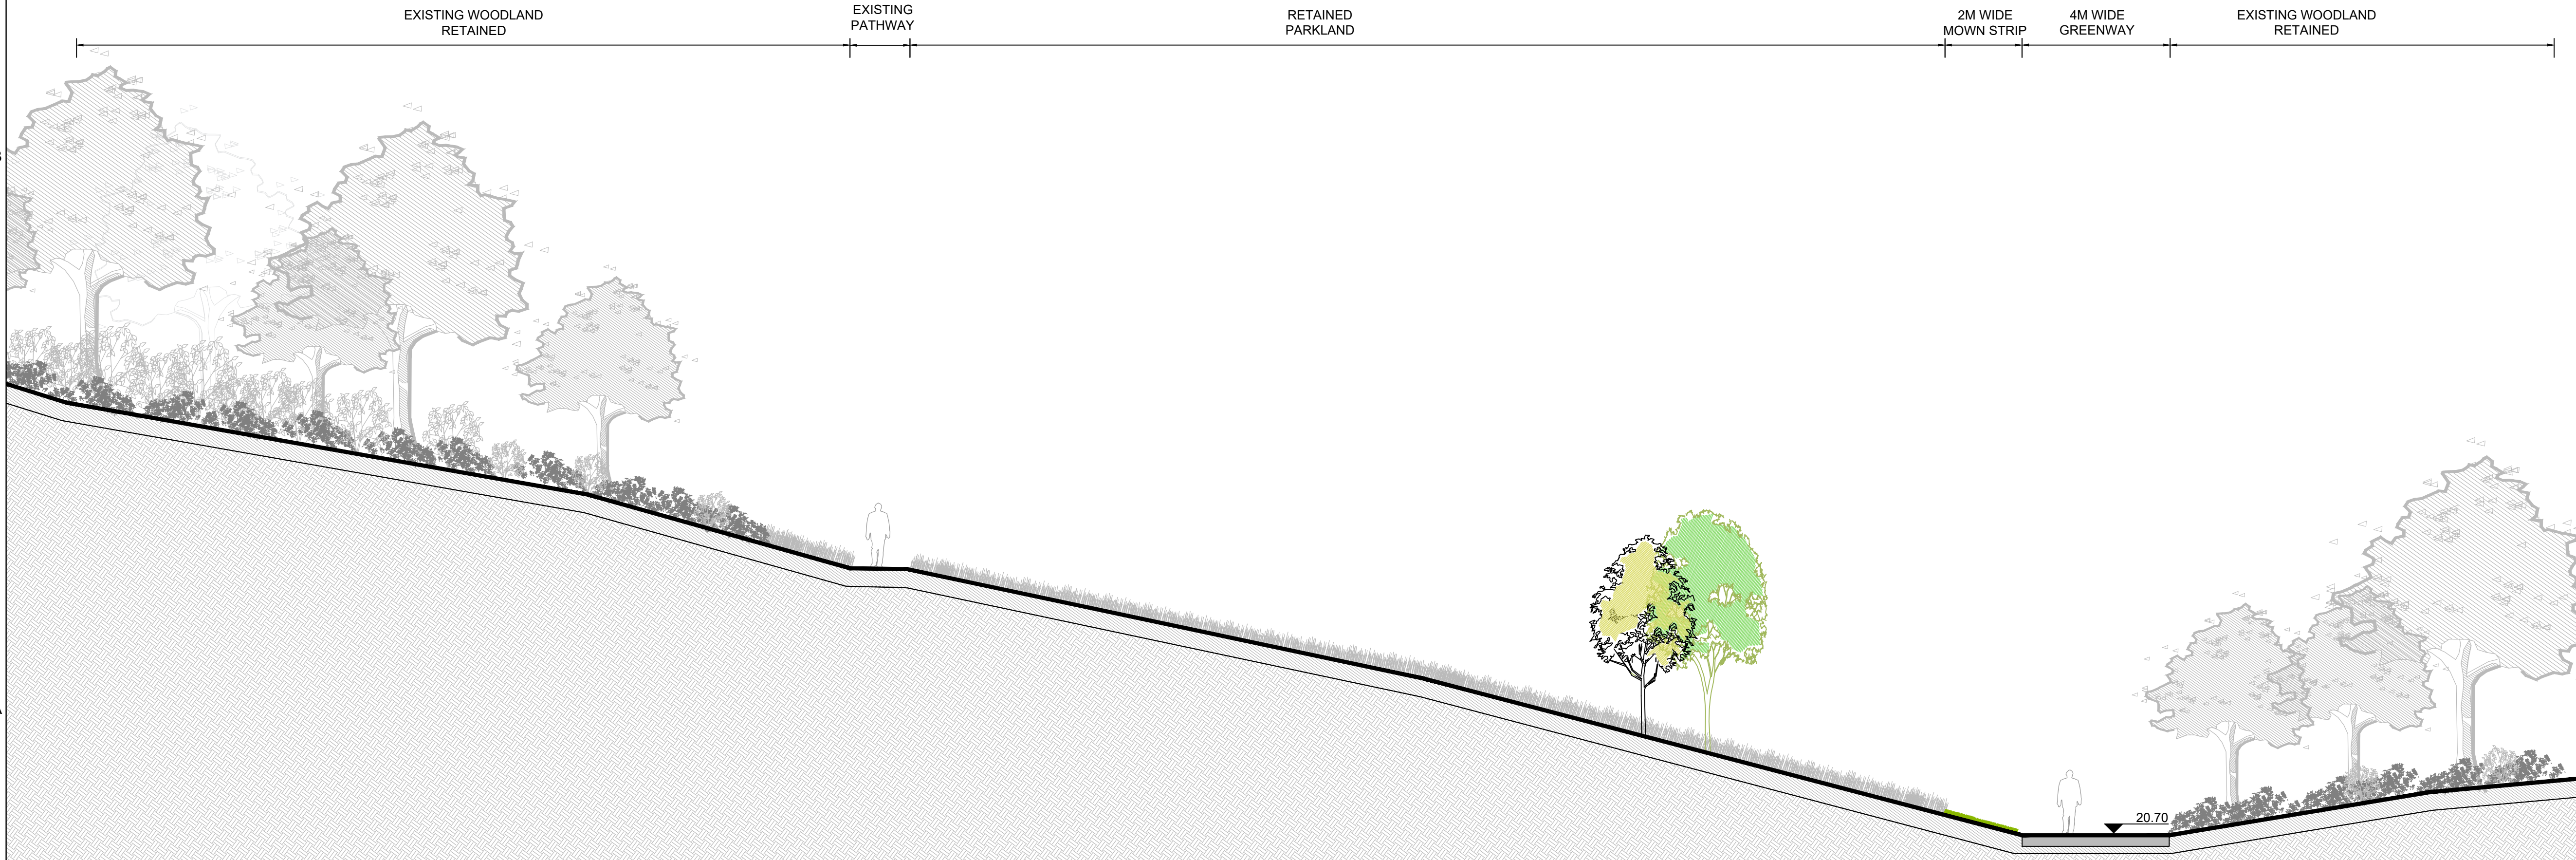 EXISTING WOODLAND
RETAINED
EXISTING
PATHWAY
RETAINED
PARKLAND
2M WIDE
MOWN STRIP
4M WIDE
GREENWAY
EXISTING WOODLAND
RETAINED
20.70